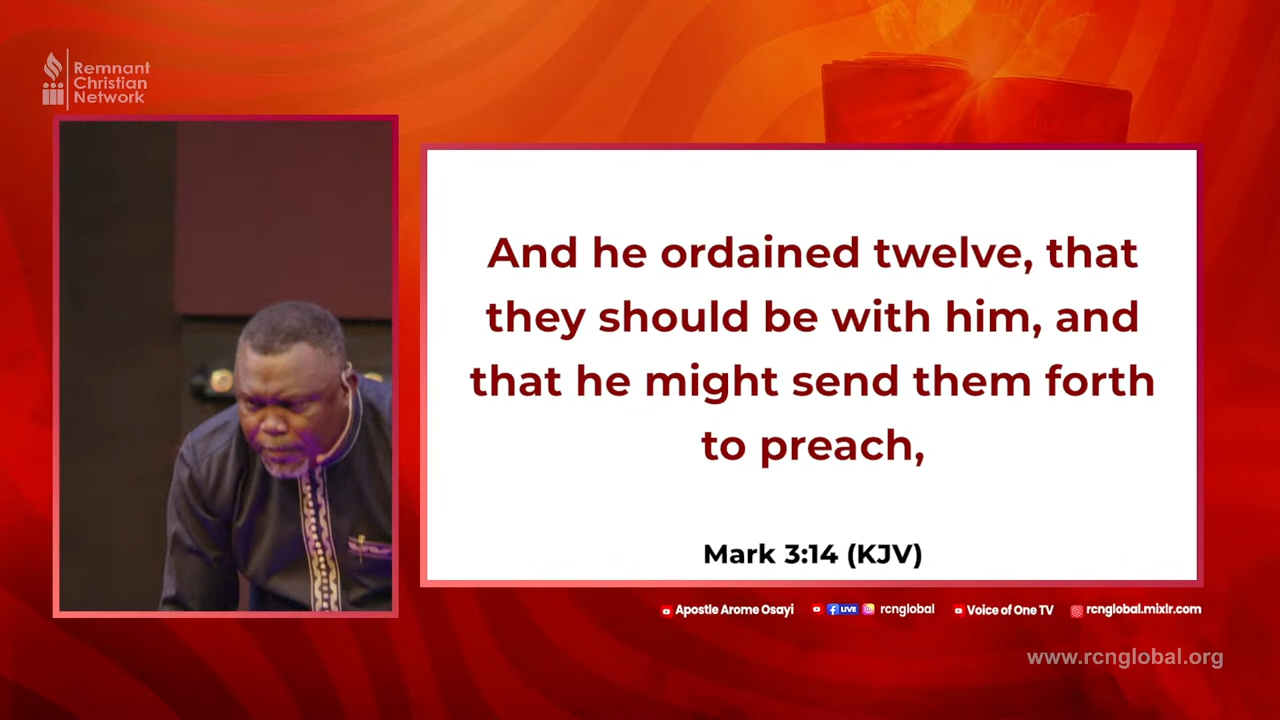 Remnant
Christian
Network
And he ordained twelve, that
they should be with him, and
that he might send them forth
to preach,
Mark 3:14 (KJV)
Apostle Arome Osayi LIVE rcnglobal Voice of One TV rcnglobal.mixlr.com
www.rcnglobal.org